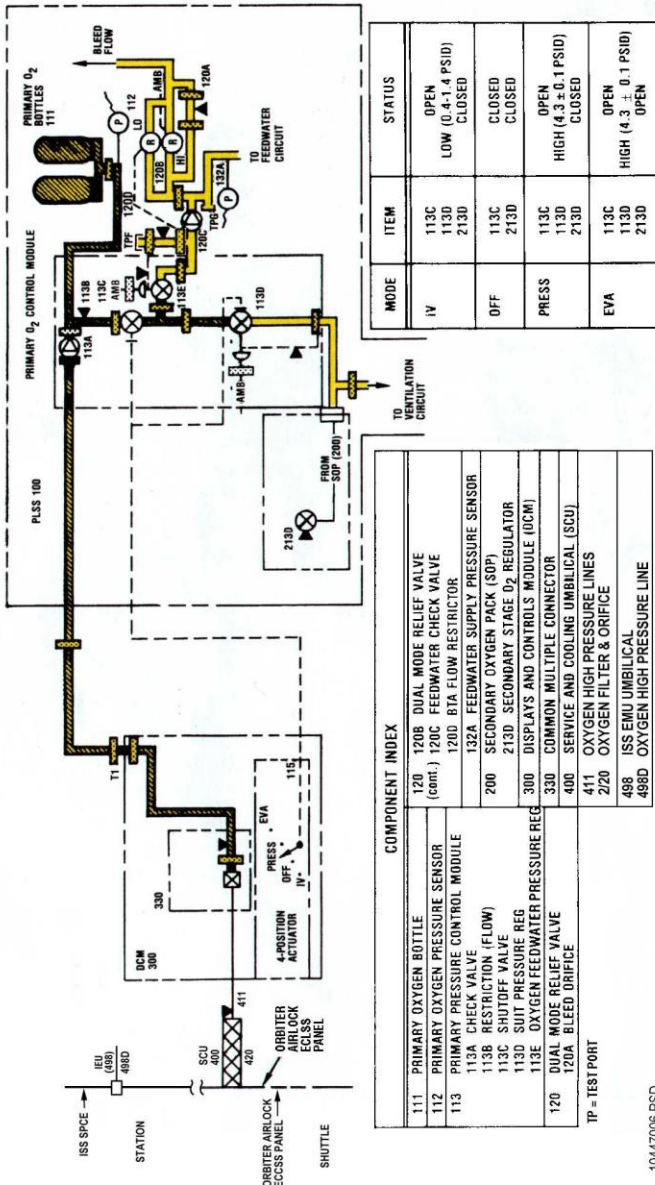 PLSS 100
PRIMARY O2 CONTROL MODULE
PRIMARY O2
BOTTLES
111
BLEED
FLOW
P
112
113A
113B
113C
AMB
113E
TPF
120D
LO
R
AMB
R
HI
120B
120A
120C
TPG
132A
P
TO
FEEDWATER
CIRCUIT
113D
AMB
TO
VENTILATION
CIRCUIT
FROM
SOP (200)
213D
T1
DCM
300
330
EVA
PRESS
OFF
IV
115
4-POSITION
ACTUATOR
411
SCU
400
420
ORBITER
AIRLOCK
ECLSS
PANEL
IEU
(498)
498D
ISS SPCE
STATION
ORBITER AIRLOCK
ECCSS PANEL
SHUTTLE
MODE ITEM STATUS
IV 113C OPEN
113D LOW (0.4-1.4 PSID)
213D CLOSED
OFF 113C CLOSED
213D CLOSED
PRESS 113C OPEN
113D HIGH (4.3 ± 0.1 PSID)
213D CLOSED
EVA 113C OPEN
113D HIGH (4.3 ± 0.1 PSID)
213D OPEN
COMPONENT INDEX
111 PRIMARY OXYGEN BOTTLE
112 PRIMARY OXYGEN PRESSURE SENSOR
113 PRIMARY PRESSURE CONTROL MODULE
113A CHECK VALVE
113B RESTRICTION (FLOW)
113C SHUTOFF VALVE
113D SUIT PRESSURE REG
113E OXYGEN FEEDWATER PRESSURE REG
120 DUAL MODE RELIEF VALVE
120A BLEED ORIFICE
120 120B DUAL MODE RELIEF VALVE
(cont.) 120C FEEDWATER CHECK VALVE
120D BTA FLOW RESTRICTOR
132A FEEDWATER SUPPLY PRESSURE SENSOR
200 SECONDARY OXYGEN PACK (SOP)
213D SECONDARY STAGE O2 REGULATOR
300 DISPLAYS AND CONTROLS MODULE (DCM)
330 COMMON MULTIPLE CONNECTOR
400 SERVICE AND COOLING UMBILICAL (SCU)
411 OXYGEN HIGH PRESSURE LINES
2/20 OXYGEN FILTER & ORIFICE
498 ISS EMU UMBILICAL
498D OXYGEN HIGH PRESSURE LINE
TP = TEST PORT